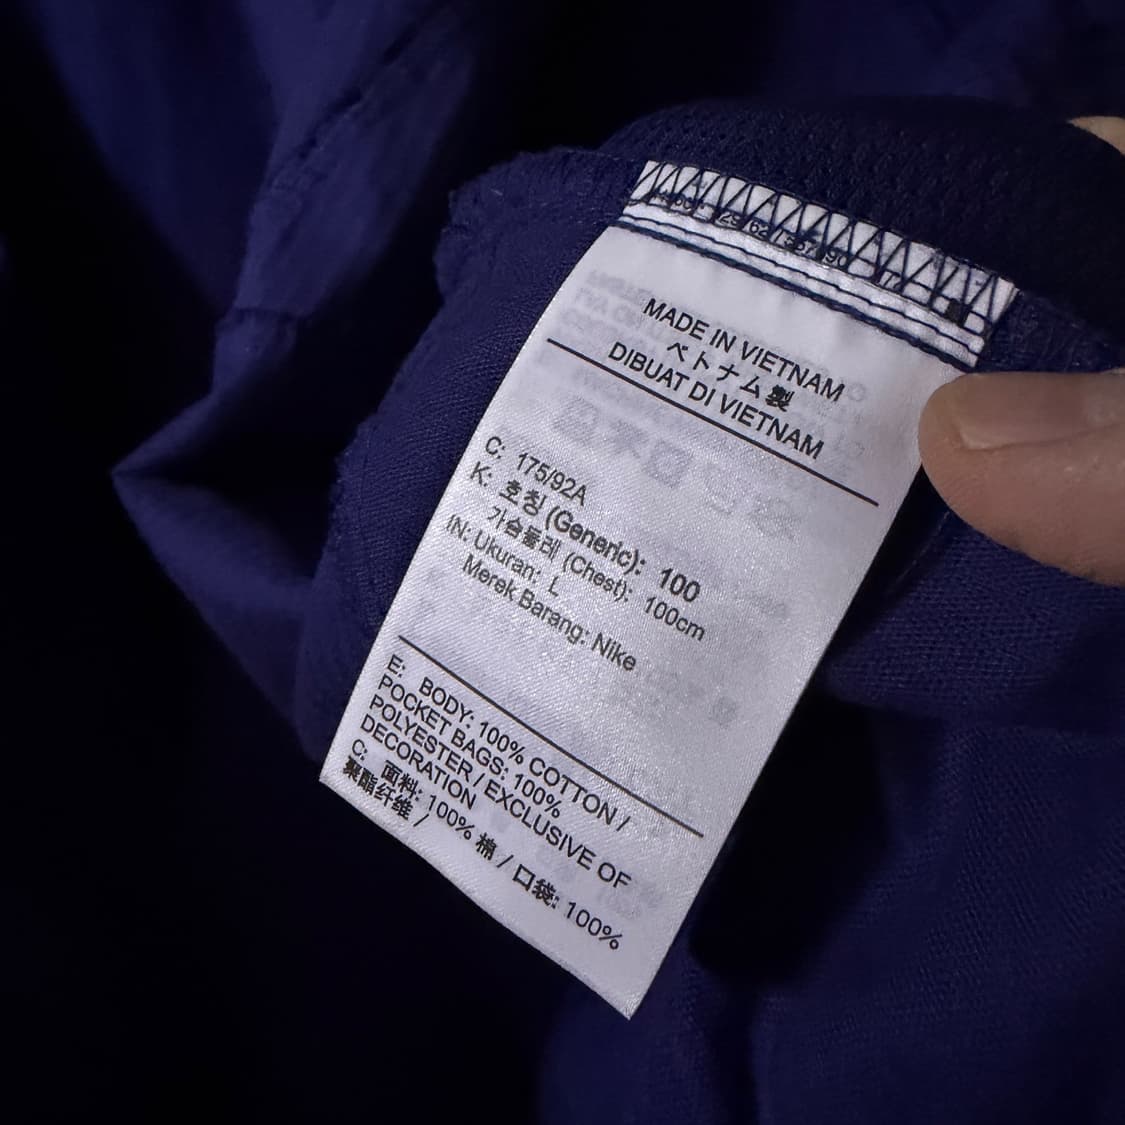 MADE IN VIETNAM
ベトナム製
DIBUAT DI VIETNAM
C: 175/92A
K: 호칭 (Generic): 100
가슴둘레 (Chest): 100cm
IN: Ukuran: L
Merek Barang: Nike
E: BODY: 100% COTTON /
POCKET BAGS: 100%
POLYESTER / EXCLUSIVE OF
DECORATION
C: 面料: 100% 棉 / 口袋: 100%
聚酯纤维 /